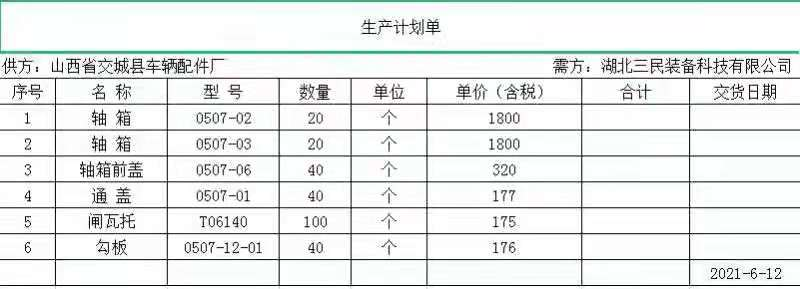 生产计划单
供方：山西省交城县车辆配件厂 需方：湖北三民装备科技有限公司
序号 名 称 型 号 数量 单位 单价（含税） 合计 交货日期
1 轴 箱 0507-02 20 个 1800
2 轴 箱 0507-03 20 个 1800
3 轴箱前盖 0507-06 40 个 320
4 通 盖 0507-01 40 个 177
5 闸瓦托 T06140 100 个 175
6 勾板 0507-12-01 40 个 176
2021-6-12